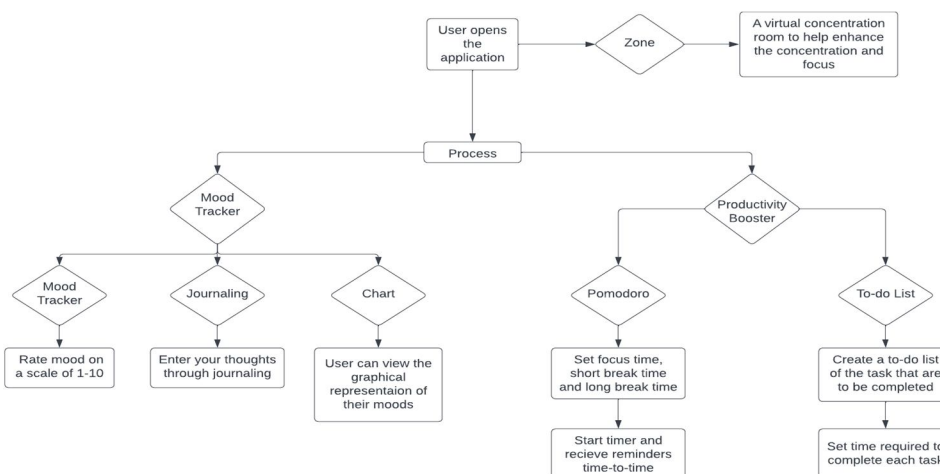 User opens
the
application
Zone
A virtual concentration
room to help enhance
the concentration and
focus
Process
Mood
Tracker
Productivity
Booster
Mood
Tracker
Journaling
Chart
Pomodoro
To-do List
Rate mood on
a scale of 1-10
Enter your thoughts
through journaling
User can view the
graphical
representaion of
their moods
Set focus time,
short break time
and long break time
Create a to-do list
of the task that are
to be completed
Start timer and
recieve reminders
time-to-time
Set time required to
complete each task